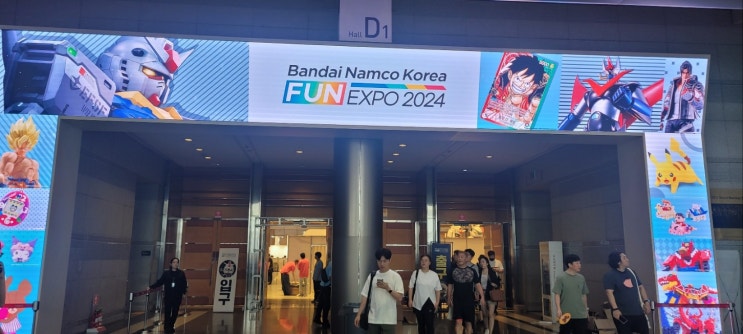 Hall D1
Bandai Namco Korea
FUN EXPO 2024
입구